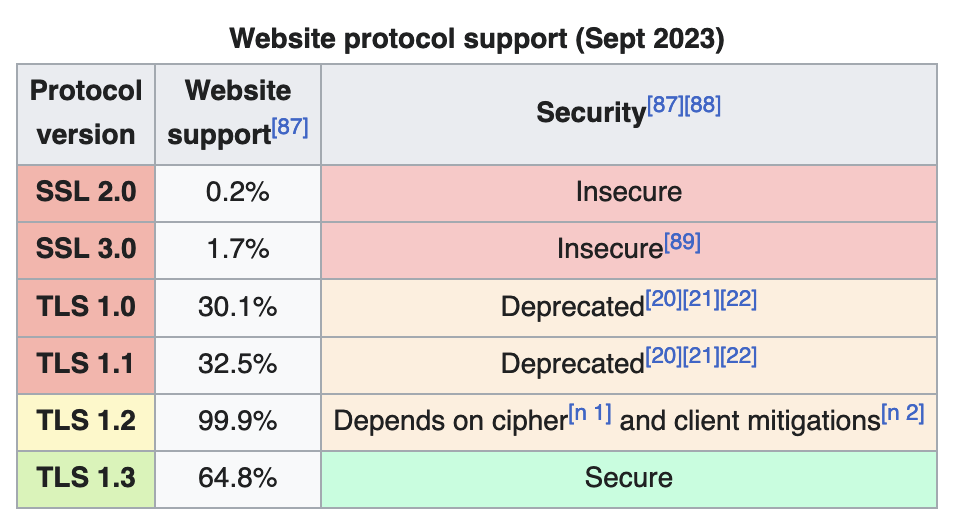 Website protocol support (Sept 2023)
Protocol version Website support[87] Security[87][88]
SSL 2.0 0.2% Insecure
SSL 3.0 1.7% Insecure[89]
TLS 1.0 30.1% Deprecated[20][21][22]
TLS 1.1 32.5% Deprecated[20][21][22]
TLS 1.2 99.9% Depends on cipher[n 1] and client mitigations[n 2]
TLS 1.3 64.8% Secure